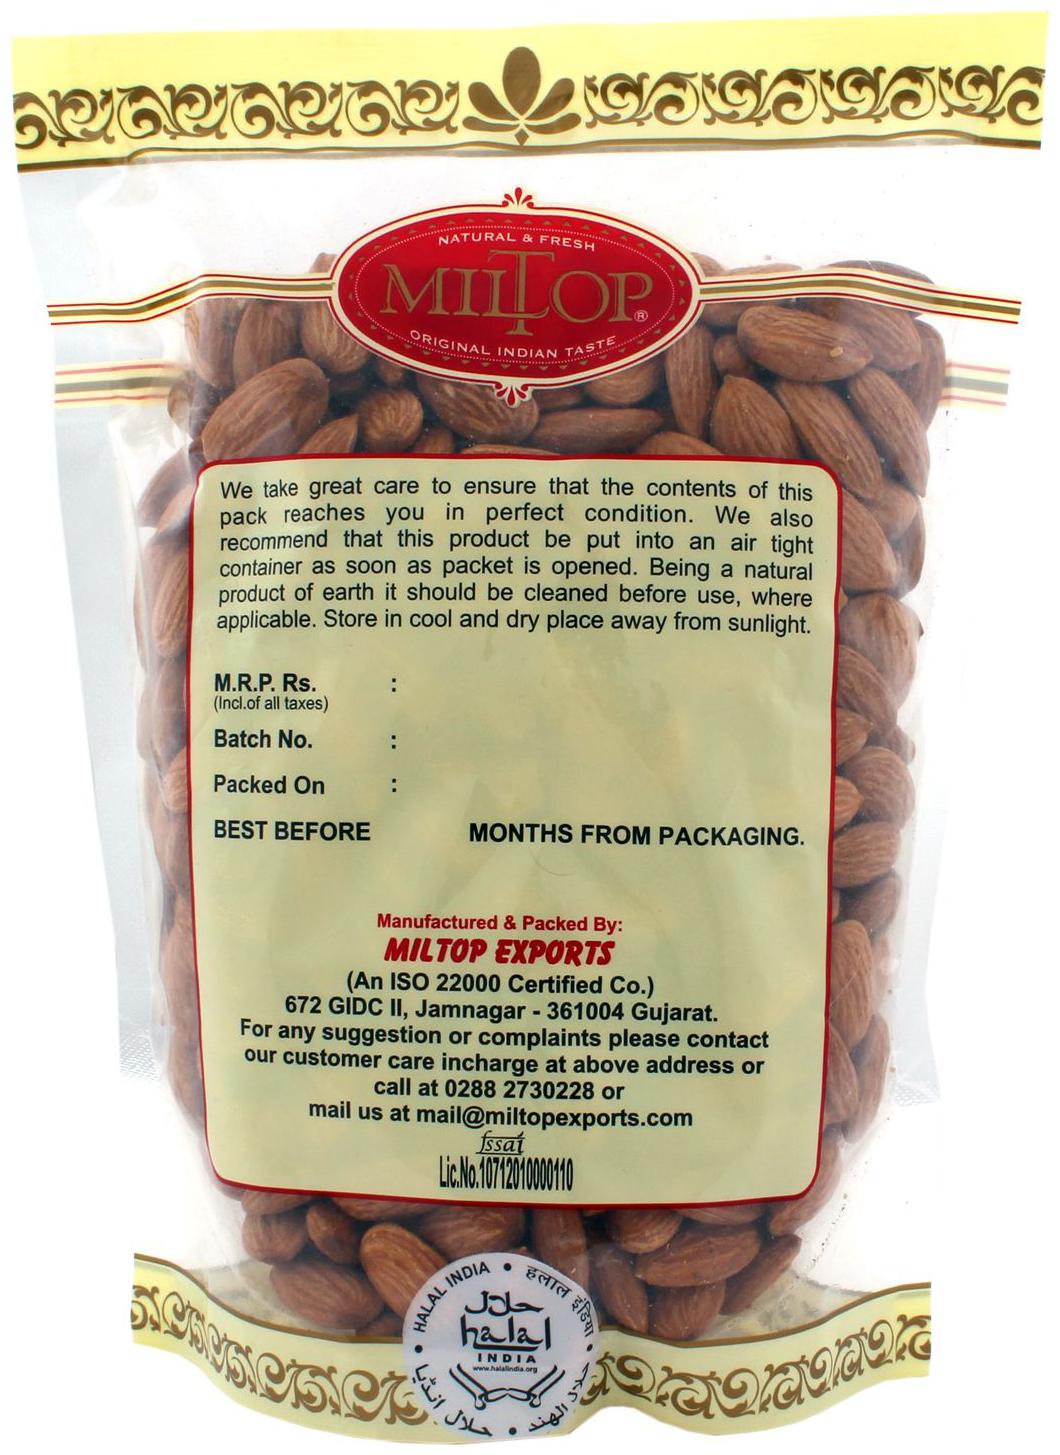 NATURAL & FRESH
MILTOP®
ORIGINAL INDIAN TASTE
We take great care to ensure that the contents of this
pack reaches you in perfect condition. We also
recommend that this product be put into an air tight
container as soon as packet is opened. Being a natural
product of earth it should be cleaned before use, where
applicable. Store in cool and dry place away from sunlight.
M.R.P. Rs. :
(Incl.of all taxes)
Batch No. :
Packed On :
BEST BEFORE MONTHS FROM PACKAGING.
Manufactured & Packed By:
MILTOP EXPORTS
(An ISO 22000 Certified Co.)
672 GIDC II, Jamnagar - 361004 Gujarat.
For any suggestion or complaints please contact
our customer care incharge at above address or
call at 0288 2730228 or
mail us at mail@miltopexports.com
fssai
Lic.No.10712010000110
HALAL INDIA • हलाल इंडिया •
حلال
halal
INDIA
www.halalindia.org
حلال انڈیا • حلال الهند